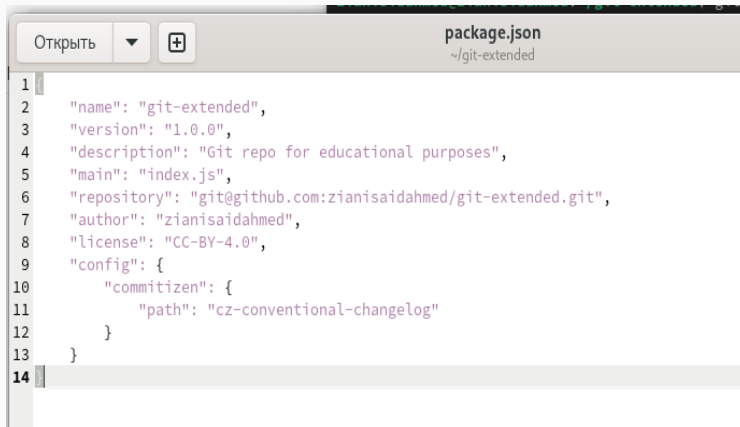 Открыть
package.json
~/git-extended
1 {
2     "name": "git-extended",
3     "version": "1.0.0",
4     "description": "Git repo for educational purposes",
5     "main": "index.js",
6     "repository": "git@github.com:zianisaidahmed/git-extended.git",
7     "author": "zianisaidahmed",
8     "license": "CC-BY-4.0",
9     "config": {
10         "commitizen": {
11             "path": "cz-conventional-changelog"
12         }
13     }
14 }